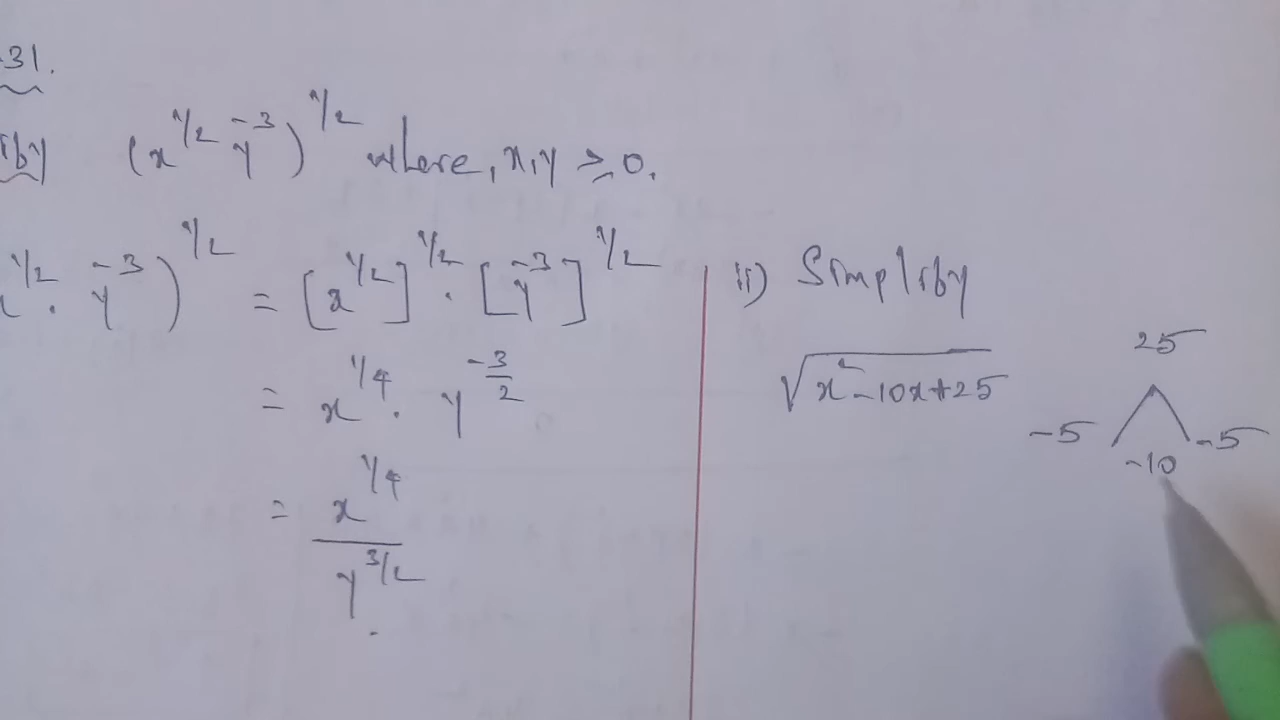 -31.
ify (x^1/2 y^-3)^1/2 where, x,y ≥ 0.
x^1/2 . y^-3)^1/2 = [x^1/2]^1/2 . [y^-3]^1/2
= x^1/4 . y^-3/2
= x^1/4 / y^3/2
ii) Simplify
√x²-10x+25
25
-5 -5
-10